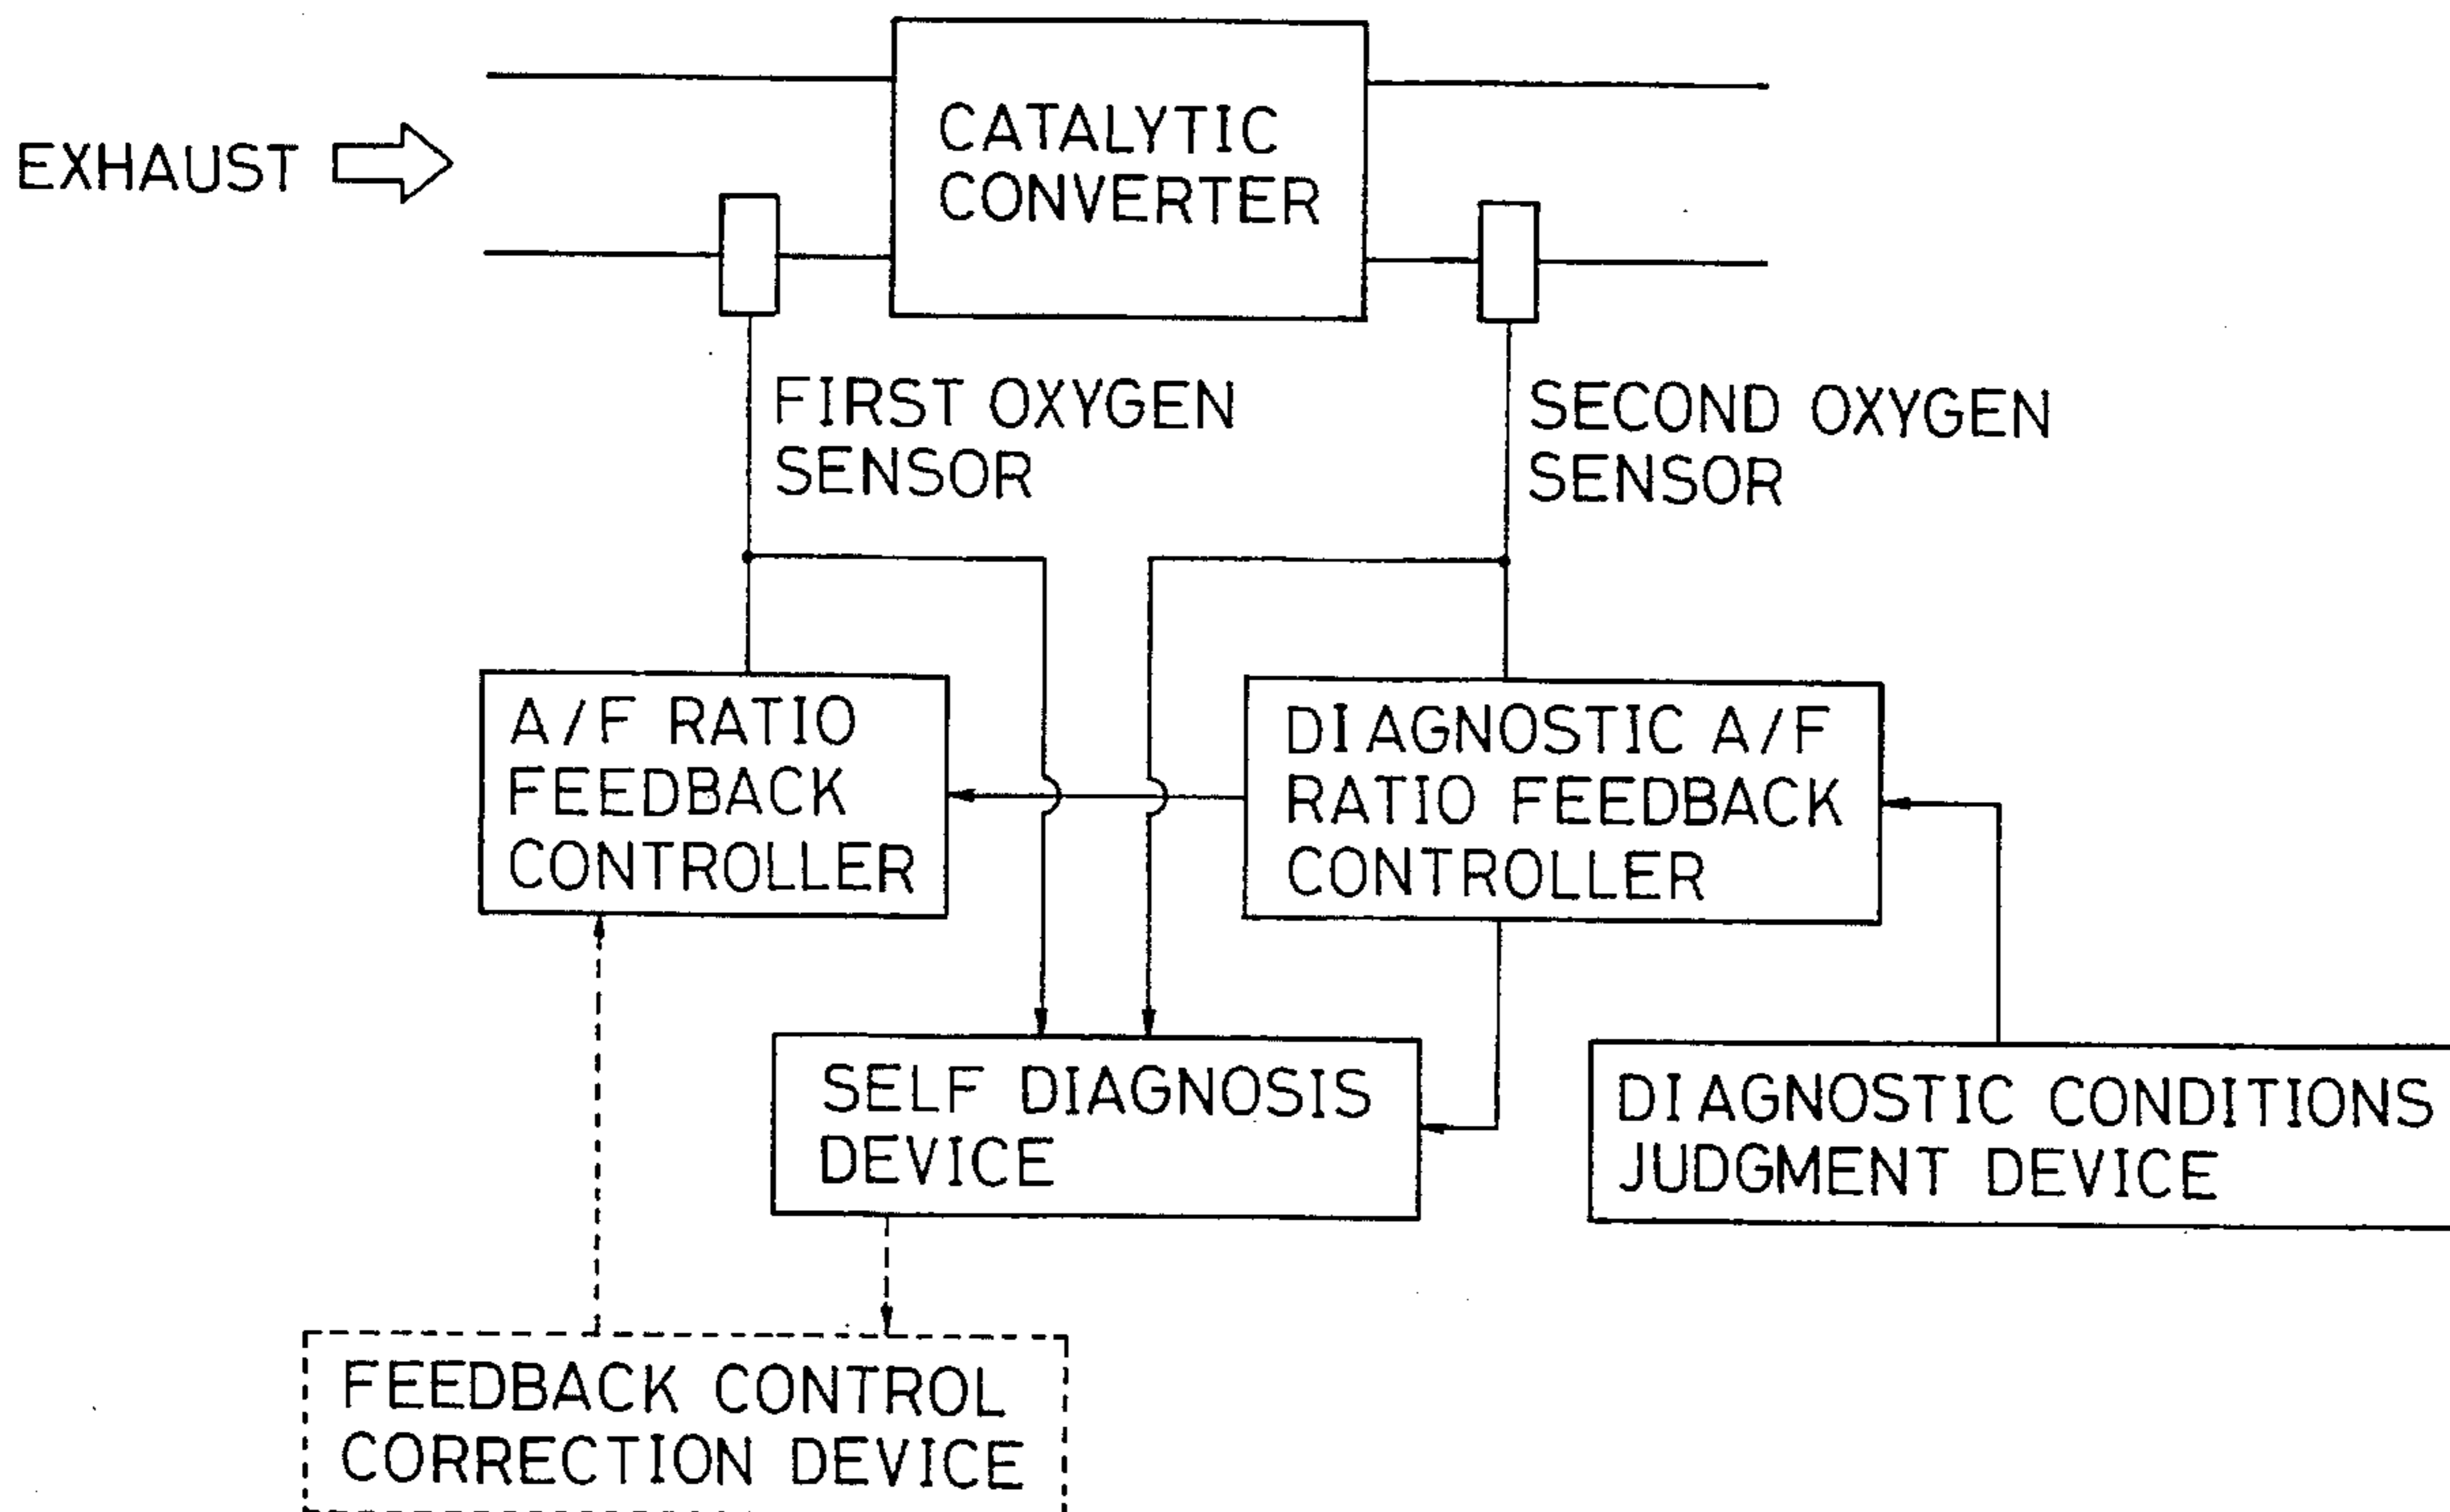 EXHAUST
CATALYTIC
CONVERTER
FIRST OXYGEN
SENSOR
SECOND OXYGEN
SENSOR
A/F RATIO
FEEDBACK
CONTROLLER
DIAGNOSTIC A/F
RATIO FEEDBACK
CONTROLLER
SELF DIAGNOSIS
DEVICE
DIAGNOSTIC CONDITIONS
JUDGMENT DEVICE
FEEDBACK CONTROL
CORRECTION DEVICE